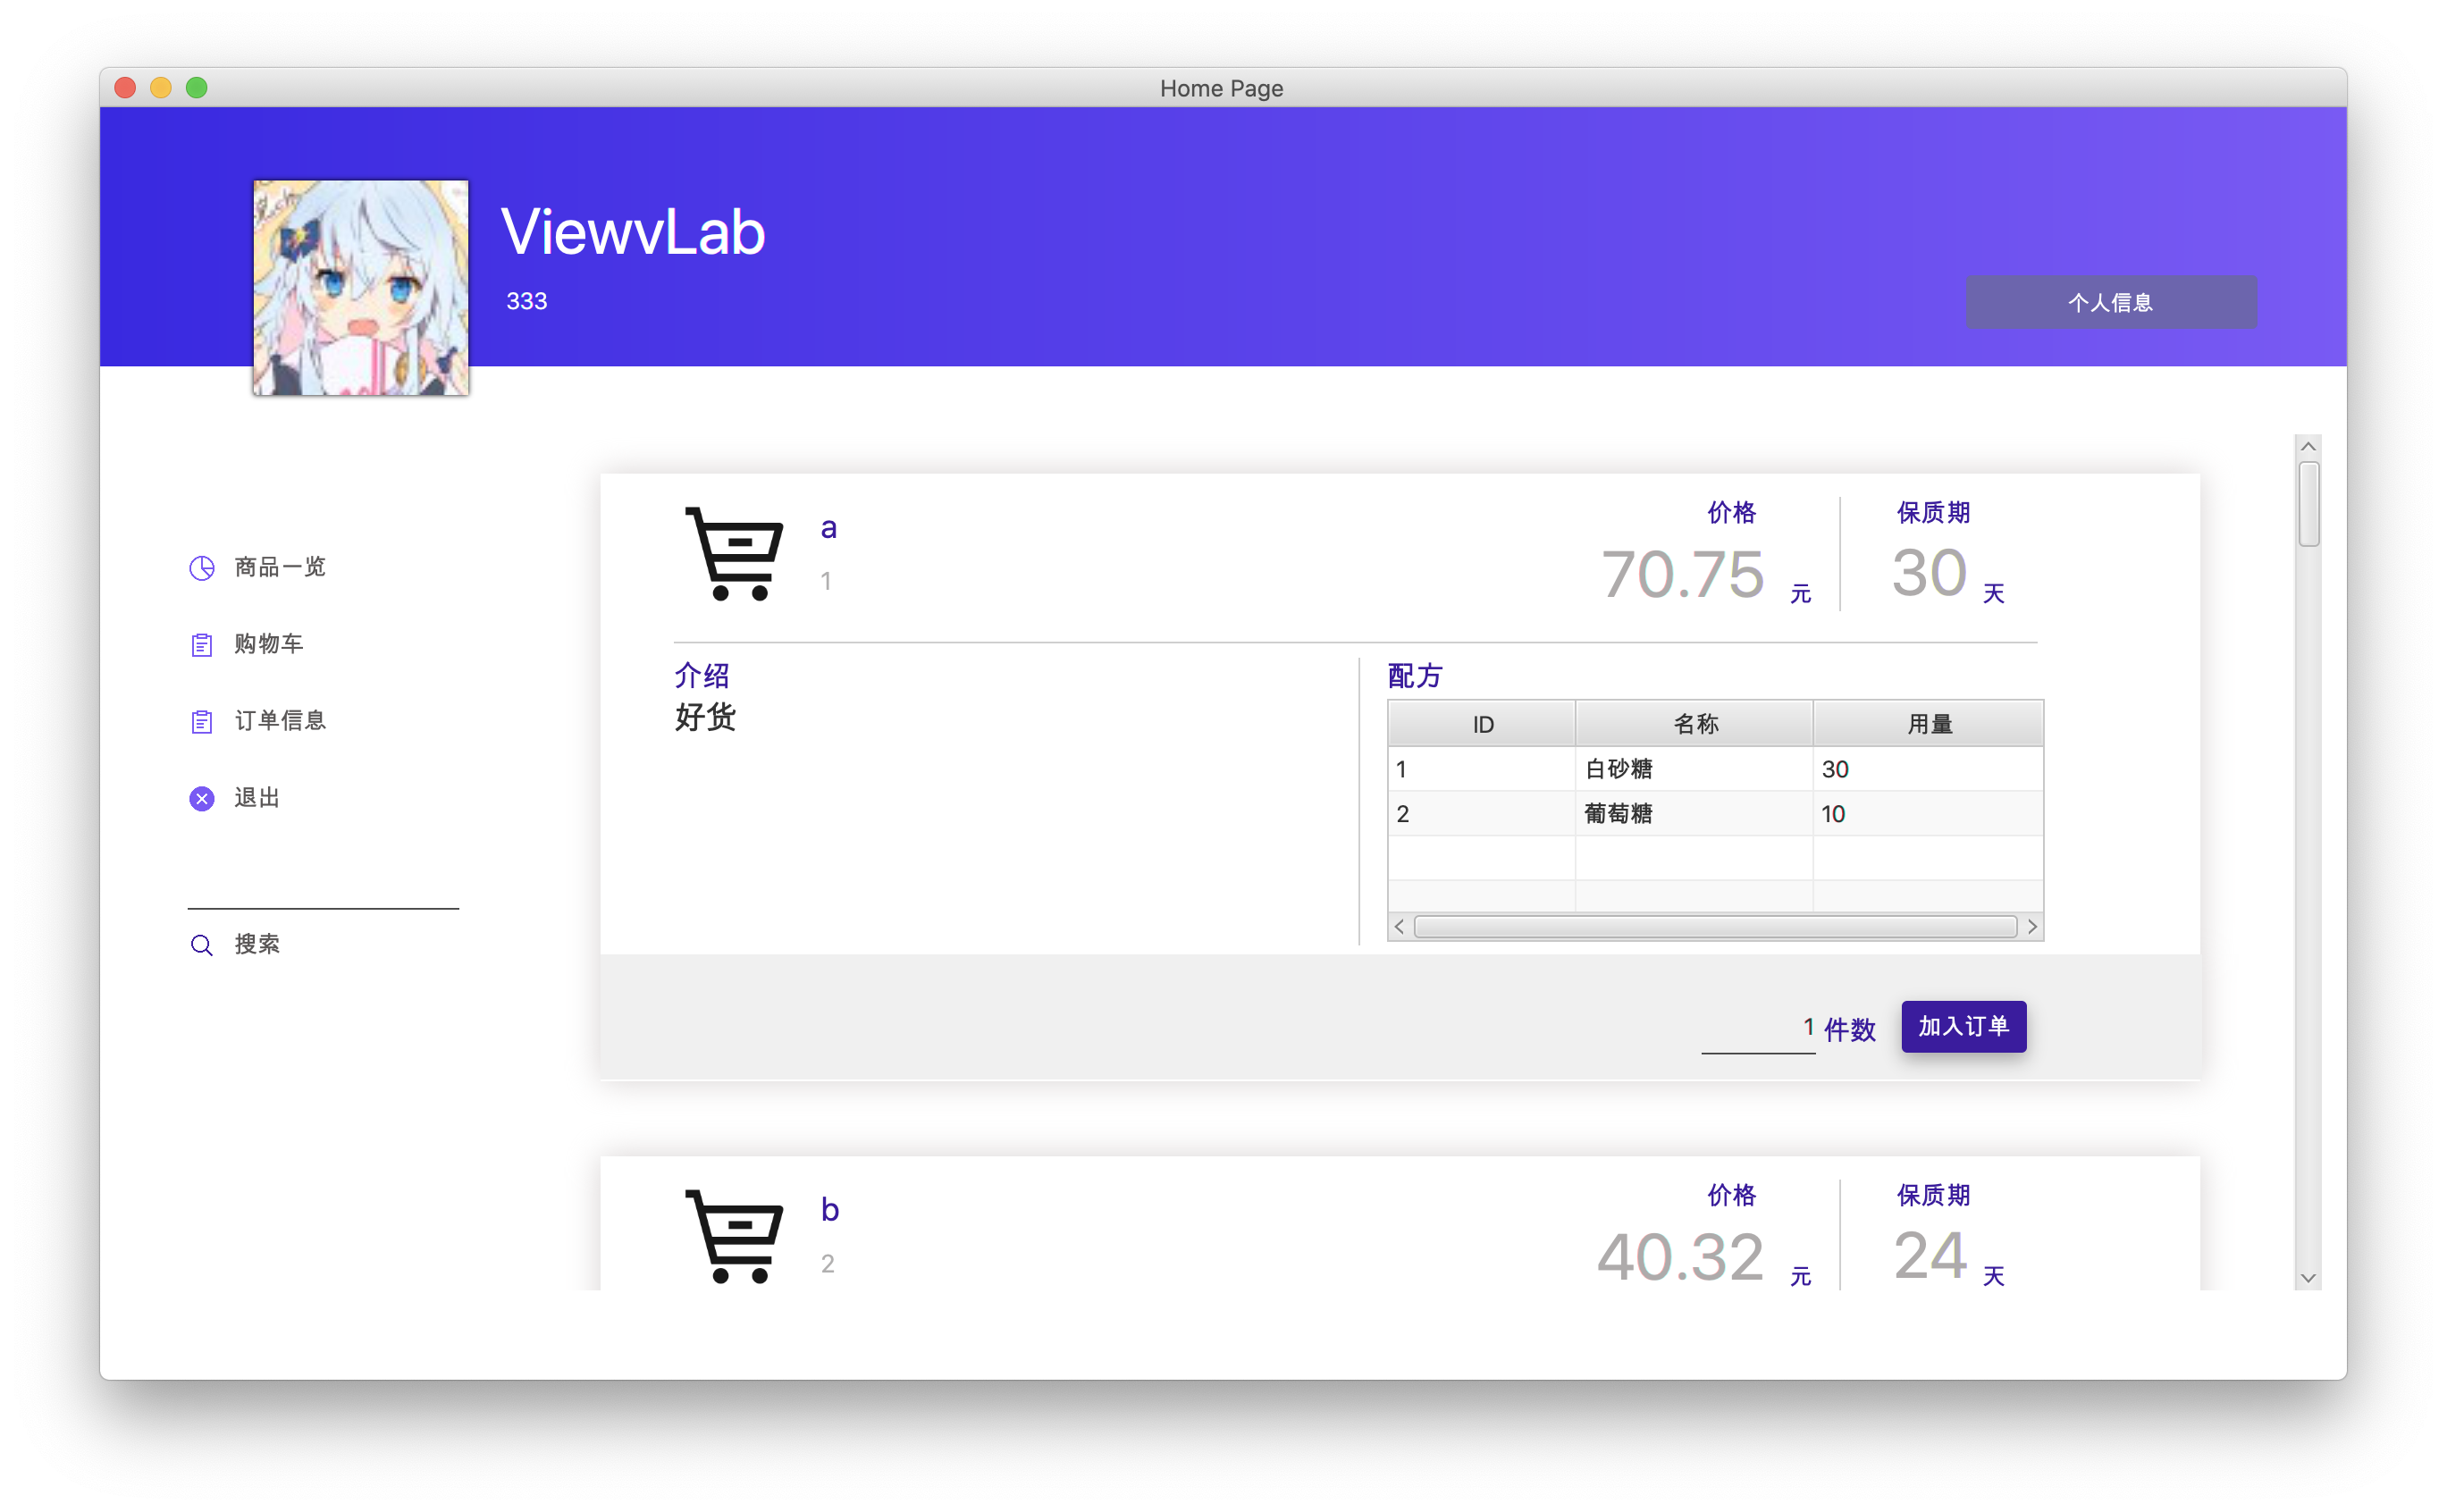 Home Page
ViewvLab
333
个人信息
商品一览
购物车
订单信息
退出
搜索
a
1
价格
70.75 元
保质期
30 天
介绍
好货
配方
ID 名称 用量
1 白砂糖 30
2 葡萄糖 10
1 件数 加入订单
b
2
价格
40.32 元
保质期
24 天